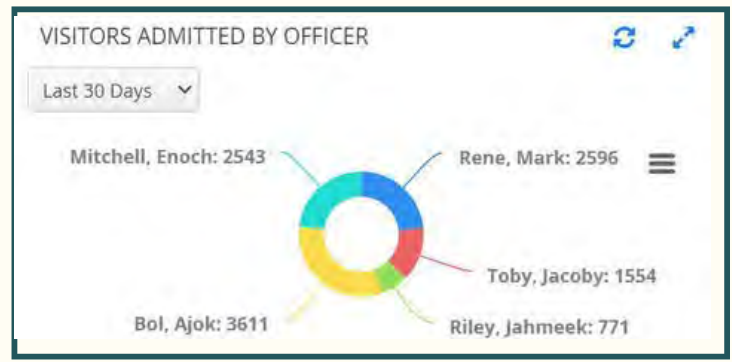 VISITORS ADMITTED BY OFFICER
Last 30 Days
Mitchell, Enoch: 2543
Rene, Mark: 2596
Toby, Jacoby: 1554
Bol, Ajok: 3611
Riley, Jahmeek: 771